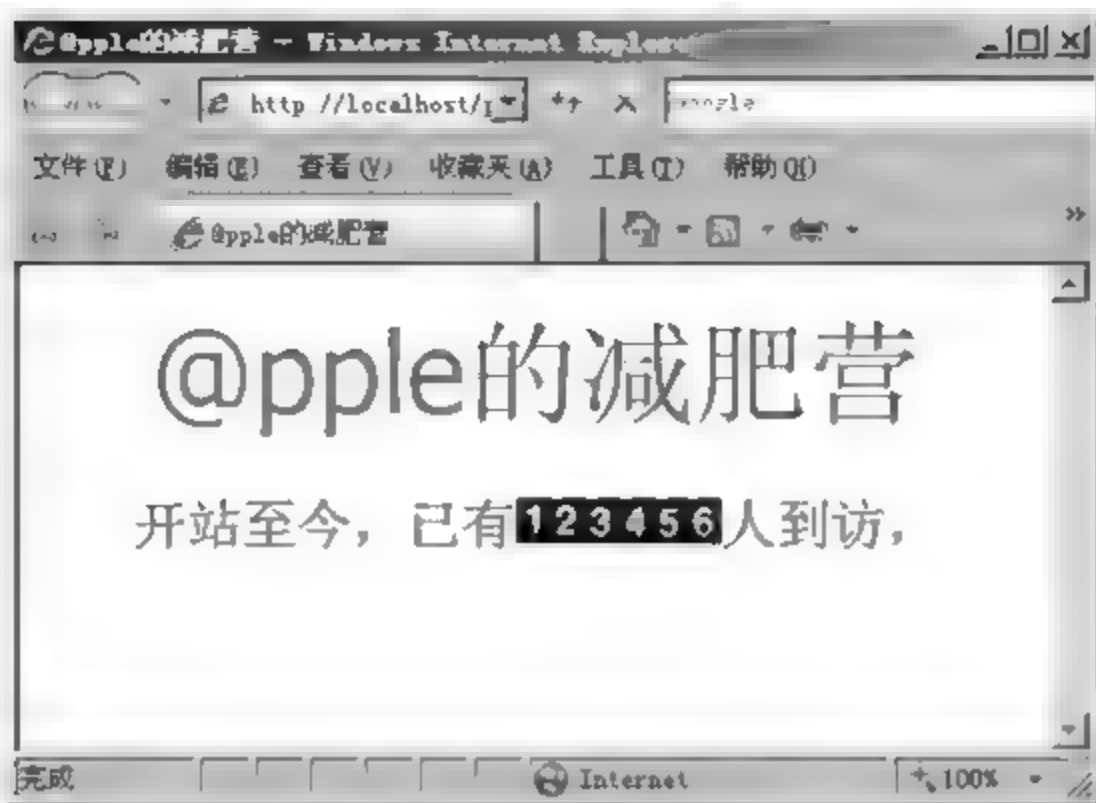 @pple的减肥营 - Windows Internet Explorer
http //localhost/p
文件(F) 编辑(E) 查看(V) 收藏夹(A) 工具(T) 帮助(H)
@pple的减肥营
@pple的减肥营
开站至今，已有123456人到访，
完成 Internet 100%